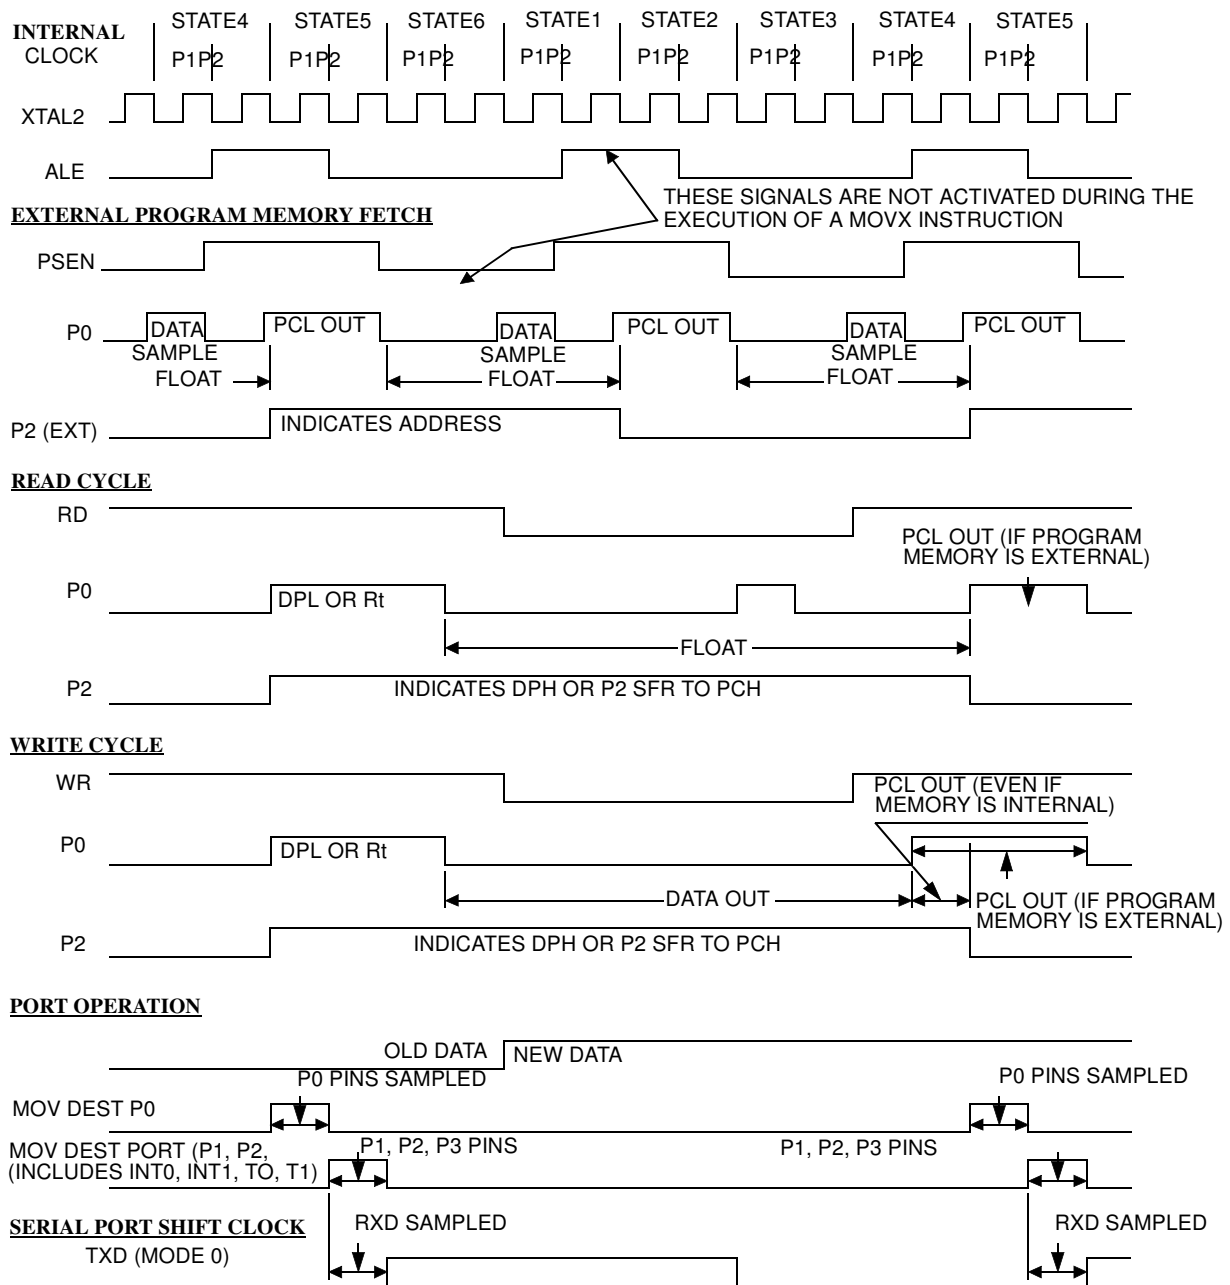 INTERNAL CLOCK
STATE4 STATE5 STATE6 STATE1 STATE2 STATE3 STATE4 STATE5
P1P2 P1P2 P1P2 P1P2 P1P2 P1P2 P1P2 P1P2
XTAL2
ALE
THESE SIGNALS ARE NOT ACTIVATED DURING THE
EXECUTION OF A MOVX INSTRUCTION
EXTERNAL PROGRAM MEMORY FETCH
PSEN
P0 DATA PCL OUT DATA PCL OUT DATA PCL OUT
SAMPLE SAMPLE SAMPLE
FLOAT FLOAT FLOAT
P2 (EXT) INDICATES ADDRESS
READ CYCLE
RD
PCL OUT (IF PROGRAM
MEMORY IS EXTERNAL)
P0 DPL OR Rt
FLOAT
P2 INDICATES DPH OR P2 SFR TO PCH
WRITE CYCLE
WR
PCL OUT (EVEN IF
MEMORY IS INTERNAL)
P0 DPL OR Rt
DATA OUT
PCL OUT (IF PROGRAM
MEMORY IS EXTERNAL)
P2 INDICATES DPH OR P2 SFR TO PCH
PORT OPERATION
OLD DATA NEW DATA
P0 PINS SAMPLED P0 PINS SAMPLED
MOV DEST P0
MOV DEST PORT (P1, P2, P1, P2, P3 PINS P1, P2, P3 PINS
(INCLUDES INT0, INT1, TO, T1)
SERIAL PORT SHIFT CLOCK RXD SAMPLED RXD SAMPLED
TXD (MODE 0)